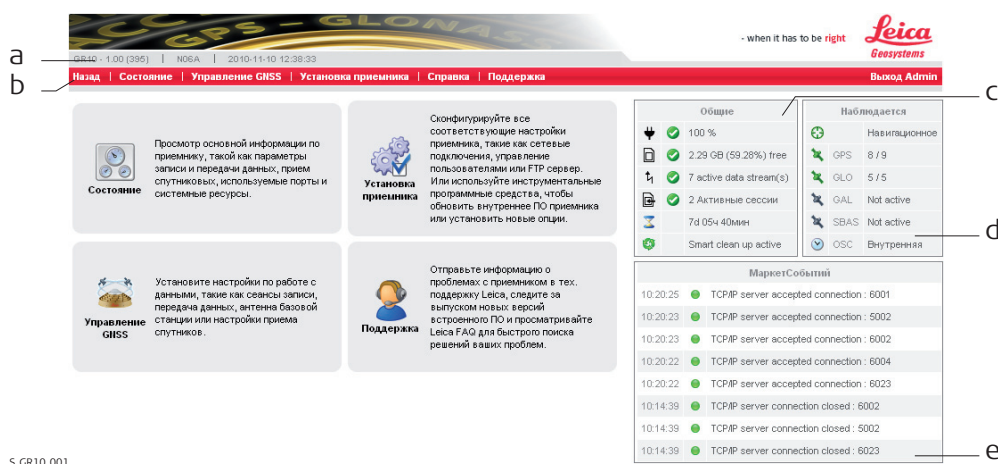 ACC
GPS - GLONAS
- when it has to be right
Leica
Geosystems
a
GR10 - 1.00 (395) | N06A | 2010-11-10 12:38:33
b
Назад | Состояние | Управление GNSS | Установка приемника | Справка | Поддержка
Выход Admin
c
Состояние
Просмотр основной информации по
приемнику, такой как параметры
записи и передачи данных, прием
спутниковых, используемые порты и
системные ресурсы.
Установка
приемника
Сконфигурируйте все
соответствующие настройки
приемника, такие как сетевые
подключения, управление
пользователями или FTP сервер.
Или используйте инструментальные
программные средства, чтобы
обновить внутреннее ПО приемника
или установить новые опции.
Управление
GNSS
Установите настройки по работе с
данными, такие как сеансы записи,
передача данных, антенна базовой
станции или настройки приема
спутников.
Поддержка
Отправьте информацию о
проблемах с приемником в тех.
поддержку Leica, следите за
выпуском новых версий
встроенного ПО и просматривайте
Leica FAQ для быстрого поиска
решений ваших проблем.
Общие
100 %
2.29 GB (59.28%) free
7 active data stream(s)
2 Активные сессии
7d 05ч 40мин
Smart clean up active
Наблюдается
Навигационное
GPS 8 / 9
GLO 5 / 5
GAL Not active
SBAS Not active
OSC Внутренняя
d
МаркетСобытий
10:20:25 TCP/IP server accepted connection : 6001
10:20:23 TCP/IP server accepted connection : 5002
10:20:23 TCP/IP server accepted connection : 6002
10:20:22 TCP/IP server accepted connection : 6004
10:20:22 TCP/IP server accepted connection : 6023
10:14:39 TCP/IP server connection closed : 6002
10:14:39 TCP/IP server connection closed : 5002
10:14:39 TCP/IP server connection closed : 6023
e
S_GR10_001